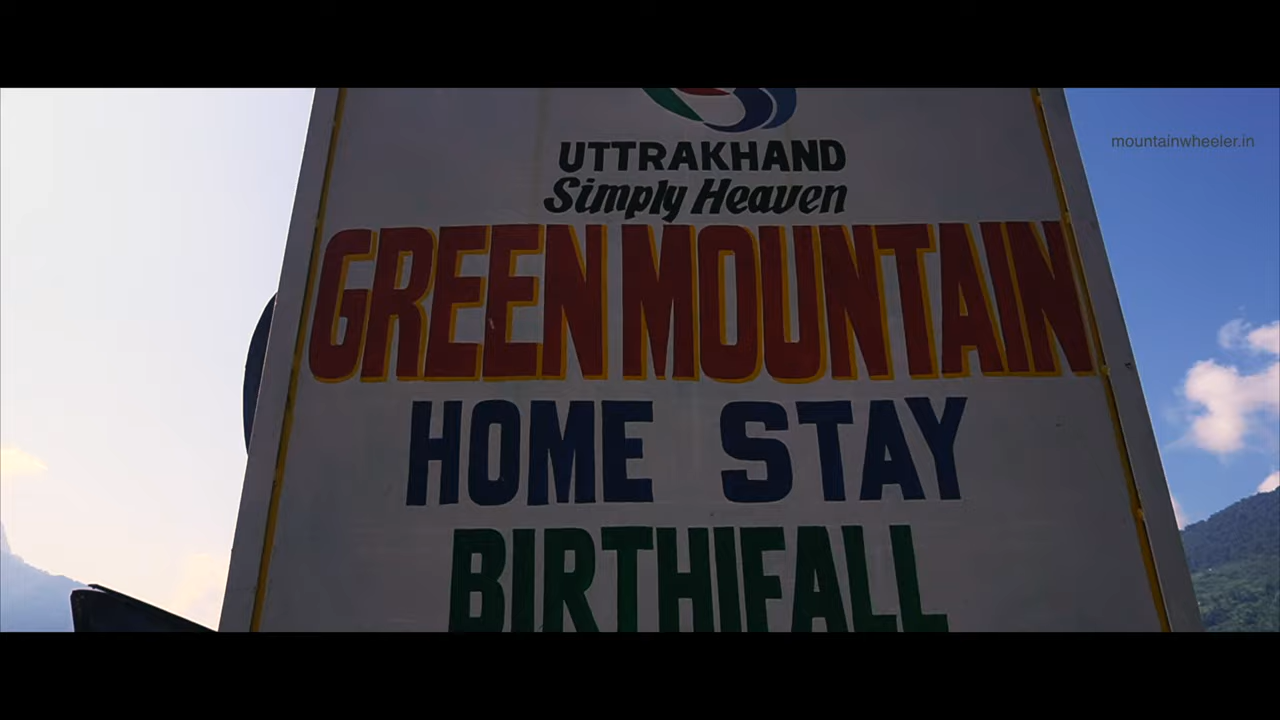 mountainwheeler.in
UTTRAKHAND
Simply Heaven
GREEN MOUNTAIN
HOME STAY
BIRTHIFALL